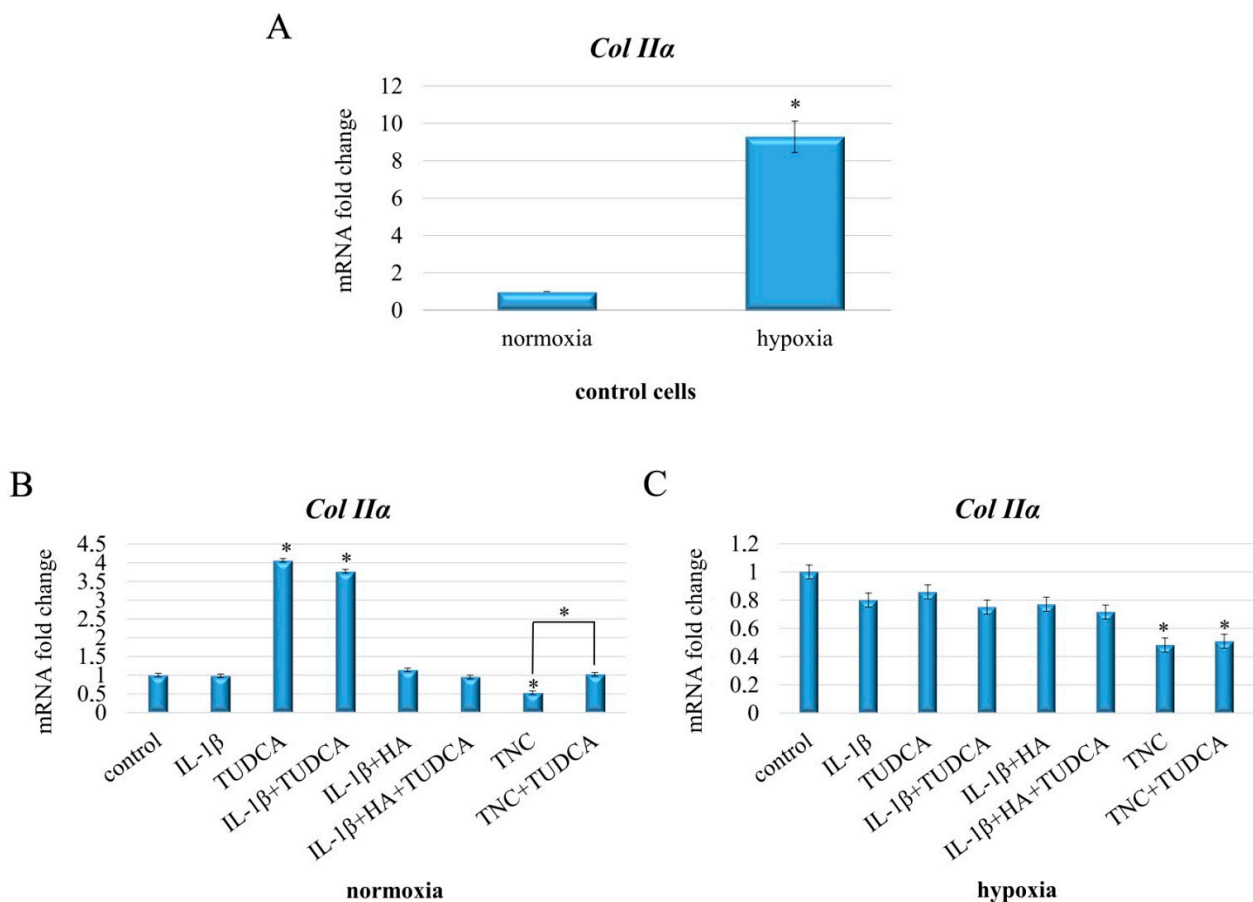 A
Col IIα
mRNA fold change
12
10
8
6
4
2
0
*
normoxia
hypoxia
control cells
B
Col IIα
mRNA fold change
4.5
4
3.5
3
2.5
2
1.5
1
0.5
0
*
*
*
*
control
IL-1β
TUDCA
IL-1β+TUDCA
IL-1β+HA
IL-1β+HA+TUDCA
TNC
TNC+TUDCA
normoxia
C
Col IIα
mRNA fold change
1.2
1
0.8
0.6
0.4
0.2
0
*
*
control
IL-1β
TUDCA
IL-1β+TUDCA
IL-1β+HA
IL-1β+HA+TUDCA
TNC
TNC+TUDCA
hypoxia